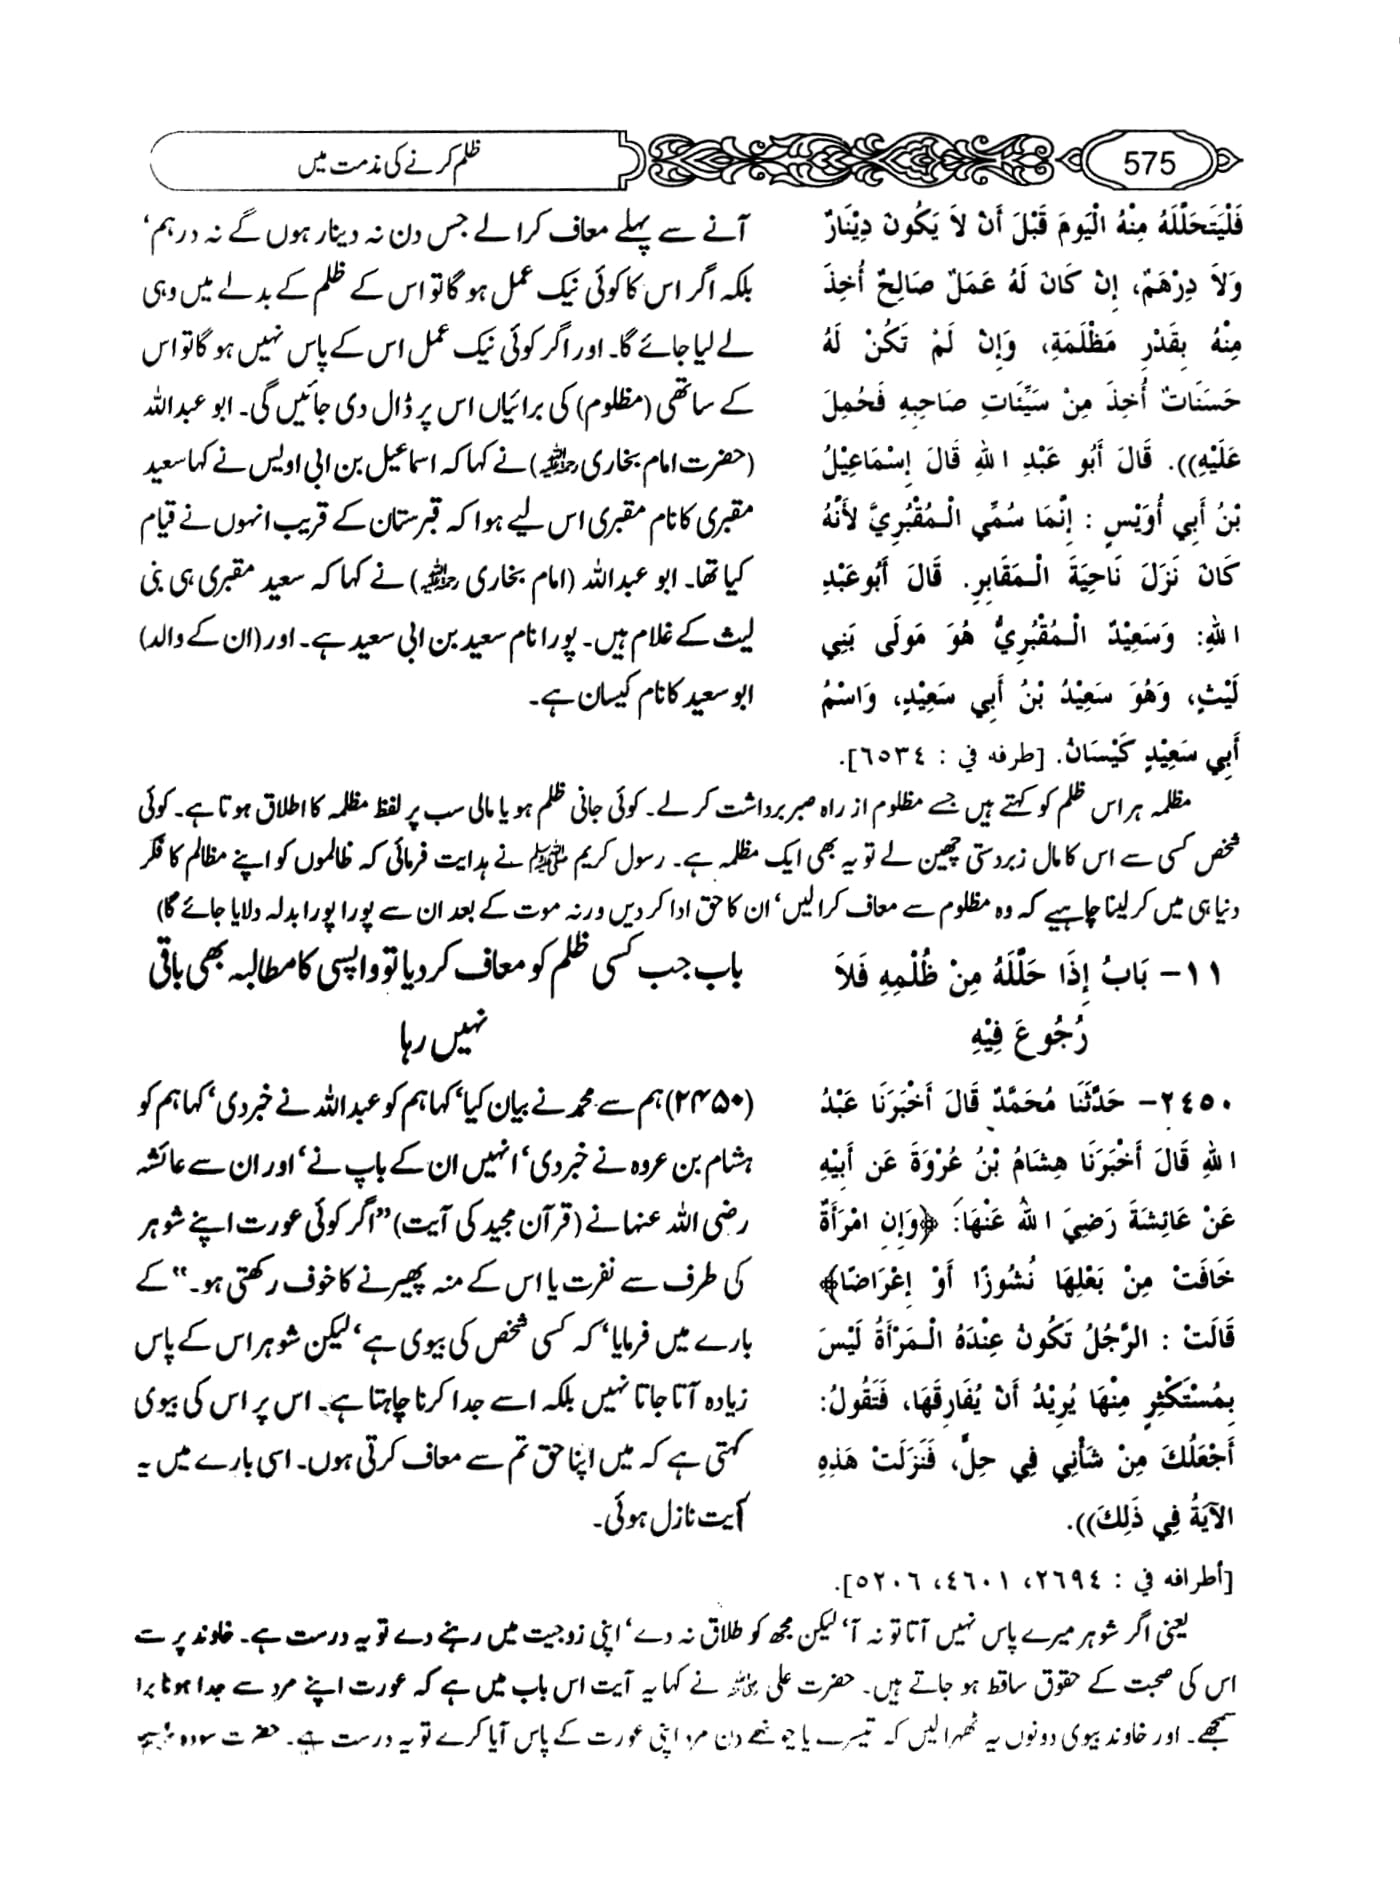 575
ظلم کرنے کی مذمت میں
فَلْيَتَحَلَّلْهُ مِنْهُ الْيَومَ قَبْلَ أَنْ لاَ يَكُونَ دِيْنَارٌ
وَلاَ دِرْهَمٌ، إِنْ كَانَ لَهُ عَمَلٌ صَالِحٌ أُخِذَ
مِنْهُ بِقَدْرِ مَظْلَمَةِ، وَإِنْ لَمْ تَكُنْ لَهُ
حَسَنَاتٌ أُخِذَ مِنْ سَيِّئَاتِ صَاحِبِهِ فَحُمِلَ
عَلَيْهِ)). قَالَ أَبُو عَبْدِ اللهِ قَالَ إِسْمَاعِيْلُ
بْنُ أَبِي أُوَيْسٍ : إِنَّمَا سُمِّي الْمُقْبُرِيَّ لأَنَّهُ
كَانَ نَزَلَ نَاحِيَةَ الْمَقَابِرِ. قَالَ أَبُوعَبْدِ
اللهِ: وَسَعِيْدٌ الْمُقْبُرِيُّ هُوَ مَولَى بَنِي
لَيْثٍ، وَهُوَ سَعِيْدُ بْنُ أَبِي سَعِيْدٍ، وَاسْمُ
أَبِي سَعِيْدٍ كَيْسَانُ. [طرفه في : ٦٥٣٤].
آنے سے پہلے معاف کرا لے جس دن نہ دینار ہوں گے نہ درہم‘
بلکہ اگر اس کا کوئی نیک عمل ہو گا تو اس کے ظلم کے بدلے میں وہی
لے لیا جائے گا۔ اور اگر کوئی نیک عمل اس کے پاس نہیں ہو گا تو اس
کے ساتھی (مظلوم) کی برائیاں اس پر ڈال دی جائیں گی۔ ابو عبداللہ
(حضرت امام بخاری رحمہ اللہ) نے کہا کہ اسماعیل بن ابی اویس نے کہا سعید
مقبری کا نام مقبری اس لیے ہوا کہ قبرستان کے قریب انہوں نے قیام
کیا تھا۔ ابو عبداللہ (امام بخاری رحمہ اللہ) نے کہا کہ سعید مقبری ہی بنی
لیث کے غلام ہیں۔ پورا نام سعید بن ابی سعید ہے۔ اور (ان کے والد)
ابو سعید کا نام کیسان ہے۔
مظلمہ ہر اس ظلم کو کہتے ہیں جسے مظلوم از راہ صبر برداشت کر لے۔ کوئی جانی ظلم ہو یا مالی سب پر لفظ مظلمہ کا اطلاق ہوتا ہے۔ کوئی
شخص کسی سے اس کا مال زبردستی چھین لے تو یہ بھی ایک مظلمہ ہے۔ رسول کریم ﷺ نے ہدایت فرمائی کہ ظالموں کو اپنے مظالم کا فکر
دنیا ہی میں کر لینا چاہیے کہ وہ مظلوم سے معاف کرا لیں‘ ان کا حق ادا کر دیں ورنہ موت کے بعد ان سے پورا پورا بدلہ دلایا جائے گا)
١١- بَابُ إِذَا حَلَّلَهُ مِنْ ظُلْمِهِ فَلاَ
رُجُوعَ فِيْهِ
باب جب کسی ظلم کو معاف کر دیا تو واپسی کا مطالبہ بھی باقی
نہیں رہا
٢٤٥٠- حَدَّثَنَا مُحَمَّدٌ قَالَ أَخْبَرَنَا عَبْدُ
اللهِ قَالَ أَخْبَرَنَا هِشَامُ بْنُ عُرْوَةَ عَن أَبِيْهِ
عَنْ عَائِشَةَ رَضِيَ اللهُ عَنْهَا: ﴿وَإِنِ امْرَأَةٌ
خَافَتْ مِنْ بَعْلِهَا نُشُوزًا أَوْ إِعْرَاضًا﴾
قَالَتْ : الرَّجُلُ تَكُونُ عِنْدَهُ الْمَرْأَةُ لَيْسَ
بِمُسْتَكْثِرٍ مِنْهَا يُرِيْدُ أَنْ يُفَارِقَهَا، فَتَقُولُ:
أَجْعَلُكَ مِنْ شَأْنِي فِي حِلٍّ، فَنَزَلَتْ هَذِهِ
الآيَةُ فِي ذَلِكَ)).
[أطرافه في : ٢٦٩٤، ٤٦٠١، ٥٢٠٦].
(۲۴۵۰) ہم سے محمد نے بیان کیا‘ کہا ہم کو عبداللہ نے خبر دی‘ کہا ہم کو
ہشام بن عروہ نے خبر دی‘ انہیں ان کے باپ نے‘ اور ان سے عائشہ
رضی اللہ عنہا نے (قرآن مجید کی آیت) ”اگر کوئی عورت اپنے شوہر
کی طرف سے نفرت یا اس کے منہ پھیرنے کا خوف رکھتی ہو۔“ کے
بارے میں فرمایا‘ کہ کسی شخص کی بیوی ہے‘ لیکن شوہر اس کے پاس
زیادہ آتا جاتا نہیں بلکہ اسے جدا کرنا چاہتا ہے۔ اس پر اس کی بیوی
کہتی ہے کہ میں اپنا حق تم سے معاف کرتی ہوں۔ اسی بارے میں یہ
آیت نازل ہوئی۔
یعنی اگر شوہر میرے پاس نہیں آتا تو نہ آ‘ لیکن مجھ کو طلاق نہ دے‘ اپنی زوجیت میں رہنے دے تو یہ درست ہے۔ خاوند پر سے
اس کی صحبت کے حقوق ساقط ہو جاتے ہیں۔ حضرت علی رضی اللہ عنہ نے کہا یہ آیت اس باب میں ہے کہ عورت اپنے مرد سے جدا ہونا برا
سمجھے۔ اور خاوند بیوی دونوں یہ ٹھہرا لیں کہ تیسرے یا چوتھے دن مرد اپنی عورت کے پاس آیا کرے تو یہ درست ہے۔ حضرت سودہ